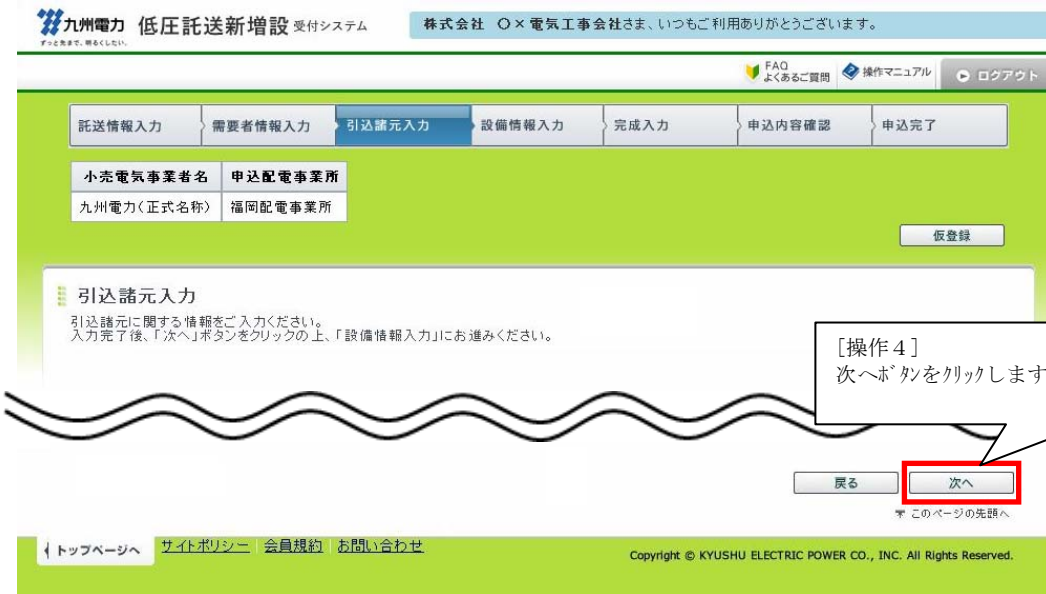 九州電力 低圧託送新増設 受付システム
ずっと先まで、明るくしたい。
株式会社 〇×電気工事会社さま、いつもご利用ありがとうございます。
FAQ
よくあるご質問
操作マニュアル
ログアウト
託送情報入力 需要者情報入力 引込諸元入力 設備情報入力 完成入力 申込内容確認 申込完了
小売電気事業者名 申込配電事業所
九州電力(正式名称) 福岡配電事業所
仮登録
引込諸元入力
引込諸元に関する情報をご入力ください。
入力完了後、「次へ」ボタンをクリックの上、「設備情報入力」にお進みください。
[操作4]
次へボタンをクリックします
戻る 次へ
このページの先頭へ
トップページへ サイトポリシー 会員規約 お問い合わせ
Copyright © KYUSHU ELECTRIC POWER CO., INC. All Rights Reserved.